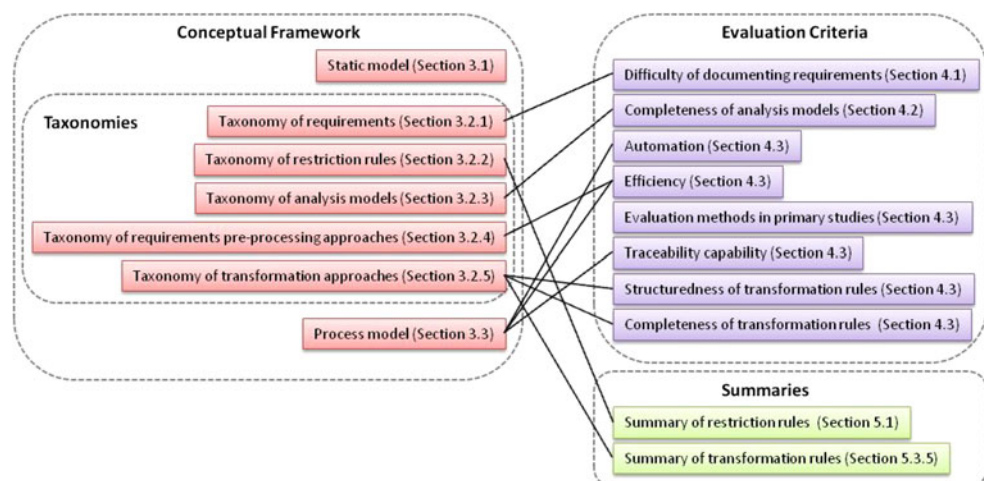 Conceptual Framework
Static model (Section 3.1)
Taxonomies
Taxonomy of requirements (Section 3.2.1)
Taxonomy of restriction rules (Section 3.2.2)
Taxonomy of analysis models (Section 3.2.3)
Taxonomy of requirements pre-processing approaches (Section 3.2.4)
Taxonomy of transformation approaches (Section 3.2.5)
Process model (Section 3.3)
Evaluation Criteria
Difficulty of documenting requirements (Section 4.1)
Completeness of analysis models (Section 4.2)
Automation (Section 4.3)
Efficiency (Section 4.3)
Evaluation methods in primary studies (Section 4.3)
Traceability capability (Section 4.3)
Structuredness of transformation rules (Section 4.3)
Completeness of transformation rules (Section 4.3)
Summaries
Summary of restriction rules (Section 5.1)
Summary of transformation rules (Section 5.3.5)